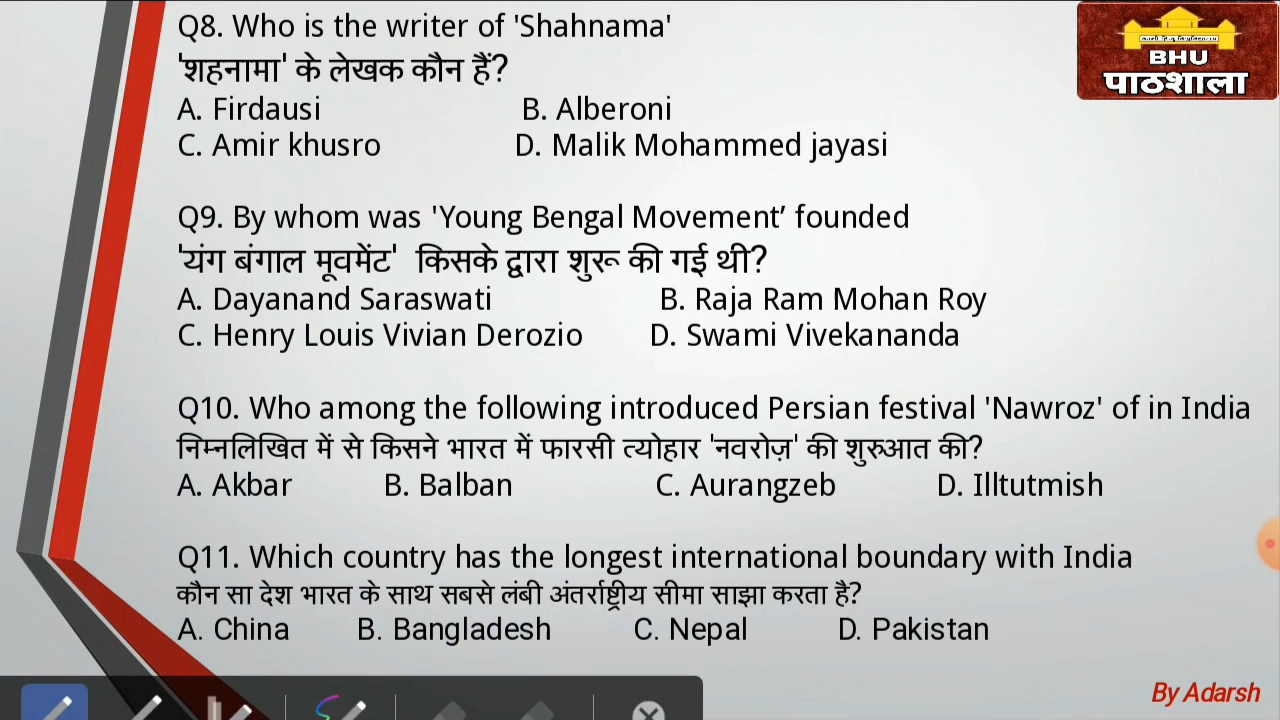 Q8. Who is the writer of 'Shahnama'
'शहनामा' के लेखक कौन हैं?
A. Firdausi B. Alberoni
C. Amir khusro D. Malik Mohammed jayasi
Q9. By whom was 'Young Bengal Movement’ founded
'यंग बंगाल मूवमेंट' किसके द्वारा शुरू की गई थी?
A. Dayanand Saraswati B. Raja Ram Mohan Roy
C. Henry Louis Vivian Derozio D. Swami Vivekananda
Q10. Who among the following introduced Persian festival 'Nawroz' of in India
निम्नलिखित में से किसने भारत में फारसी त्योहार 'नवरोज़' की शुरुआत की?
A. Akbar B. Balban C. Aurangzeb D. Illtutmish
Q11. Which country has the longest international boundary with India
कौन सा देश भारत के साथ सबसे लंबी अंतर्राष्ट्रीय सीमा साझा करता है?
A. China B. Bangladesh C. Nepal D. Pakistan
BHU
पाठशाला
By Adarsh